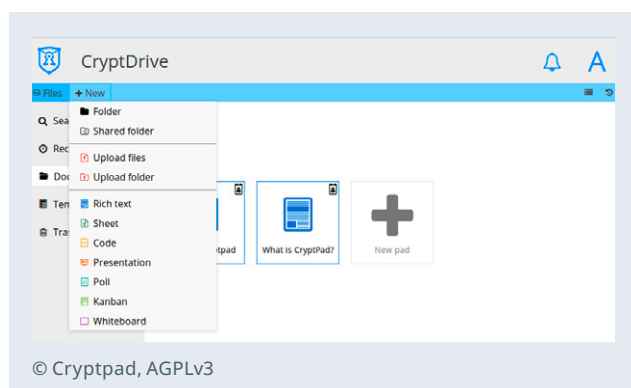 CryptDrive
A
Files + New
Folder
Shared folder
Upload files
Upload folder
Rich text
Sheet
Code
Presentation
Poll
Kanban
Whiteboard
What is CryptPad?
New pad
© Cryptpad, AGPLv3